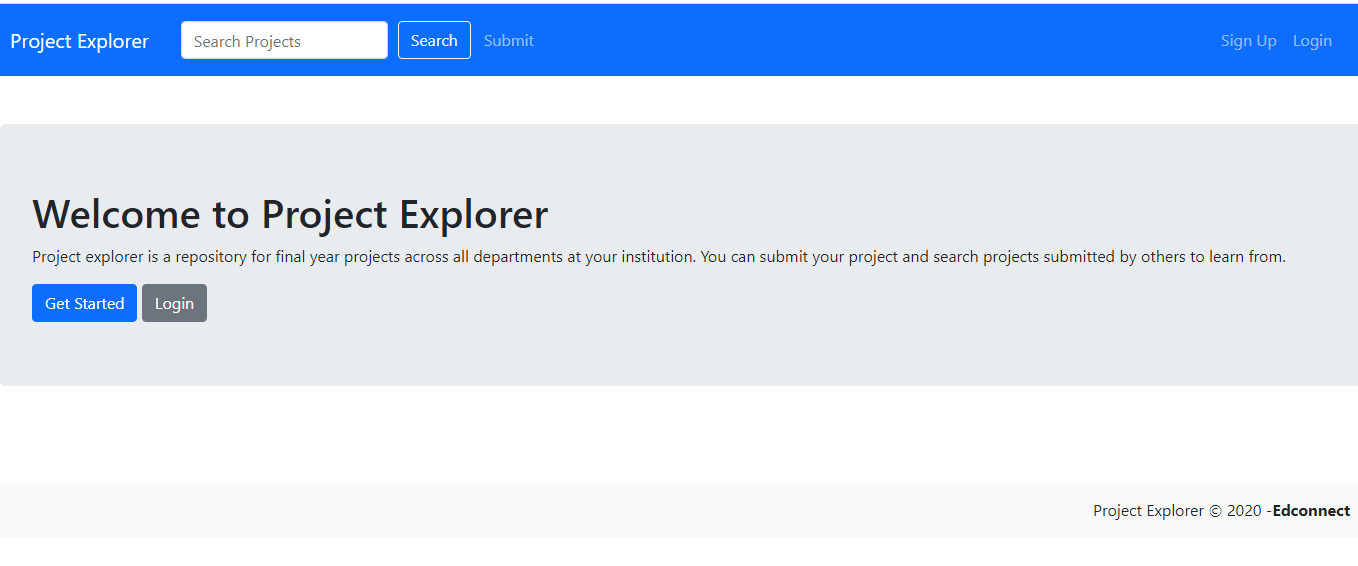 Project Explorer Search Projects Search Submit Sign Up Login
Welcome to Project Explorer
Project explorer is a repository for final year projects across all departments at your institution. You can submit your project and search projects submitted by others to learn from.
Get Started Login
Project Explorer © 2020 -Edconnect